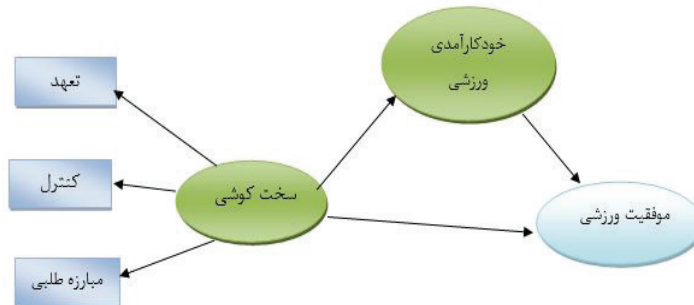 خودکارآمدی
ورزشی
تعهد
کنترل
سخت کوشی
موفقیت ورزشی
مبارزه طلبی